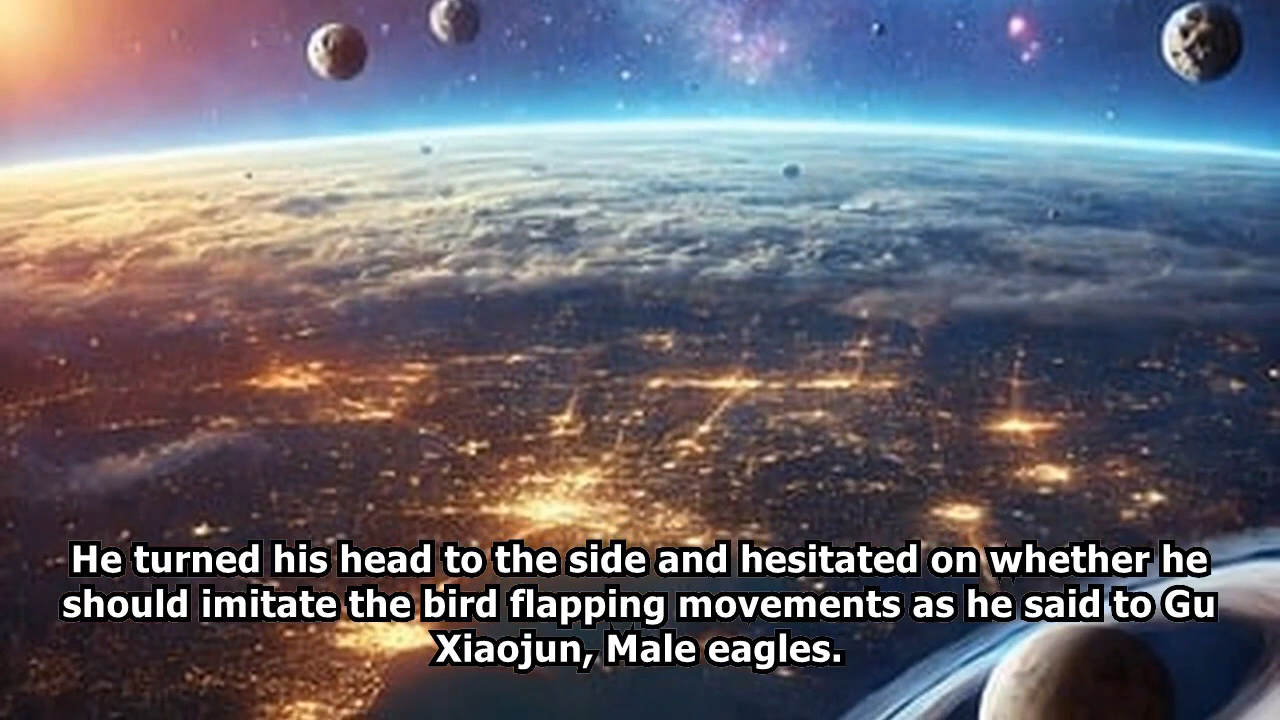 He turned his head to the side and hesitated on whether he
should imitate the bird flapping movements as he said to Gu
Xiaojun, Male eagles.